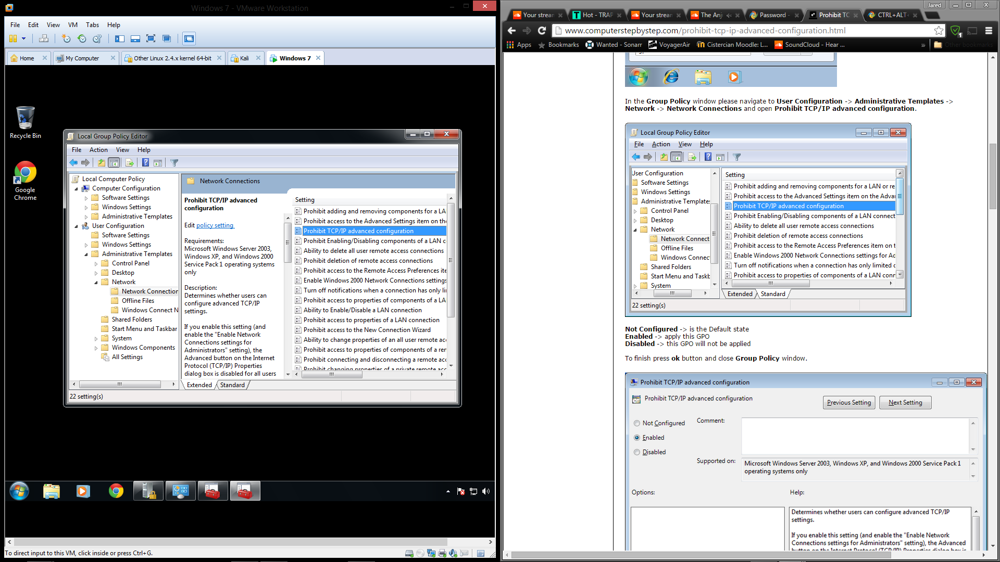 Windows 7 - VMware Workstation
File Edit View VM Tabs Help
Home
My Computer
Other Linux 2.4.x kernel 64-bit
Kali
Windows 7
Recycle Bin
Google
Chrome
Local Group Policy Editor
File Action View Help
Local Computer Policy
Computer Configuration
Software Settings
Windows Settings
Administrative Templates
User Configuration
Software Settings
Windows Settings
Administrative Templates
Control Panel
Desktop
Network
Network Connection
Offline Files
Windows Connect N
Shared Folders
Start Menu and Taskbar
System
Windows Components
All Settings
Network Connections
Prohibit TCP/IP advanced
configuration
Edit policy setting
Requirements:
Microsoft Windows Server 2003,
Windows XP, and Windows 2000
Service Pack 1 operating systems
only
Description:
Determines whether users can
configure advanced TCP/IP
settings.
If you enable this setting (and
enable the "Enable Network
Connections settings for
Administrators" setting), the
Advanced button on the Internet
Protocol (TCP/IP) Properties
dialog box is disabled for all users
Setting
Prohibit adding and removing components for a LA
Prohibit access to the Advanced Settings item on the
Prohibit TCP/IP advanced configuration
Prohibit Enabling/Disabling components of a LAN c
Ability to delete all user remote access connections
Prohibit deletion of remote access connections
Prohibit access to the Remote Access Preferences ite
Enable Windows 2000 Network Connections settings
Turn off notifications when a connection has only li
Prohibit access to properties of components of a LA
Ability to Enable/Disable a LAN connection
Prohibit access to properties of a LAN connection
Prohibit access to the New Connection Wizard
Ability to change properties of an all user remote ac
Prohibit access to properties of components of a re
Prohibit connecting and disconnecting a remote acc
Prohibit changing properties of a private remote acc
Extended Standard
22 setting(s)
To direct input to this VM, click inside or press Ctrl+G.
Jared
Your stream
Hot - TRAP
Your stream
The Anj
Password -
Prohibit TC
CTRL+ALT+
www.computerstepbystep.com/prohibit-tcp-ip-advanced-configuration.html
1
Apps
Bookmarks
Wanted - Sonarr
VoyagerAir
Cistercian Moodle: L...
SoundCloud - Hear ...
»
Other bookmarks
In the Group Policy window please navigate to User Configuration -> Administrative Templates ->
Network -> Network Connections and open Prohibit TCP/IP advanced configuration.
Local Group Policy Editor
File Action View Help
User Configuration
Software Settings
Windows Settings
Administrative Templates
Control Panel
Desktop
Network
Network Connect
Offline Files
Windows Connec
Shared Folders
Start Menu and Taskb
System
Setting
Prohibit adding and removing components for a LAN or re
Prohibit access to the Advanced Settings item on the Advan
Prohibit TCP/IP advanced configuration
Prohibit Enabling/Disabling components of a LAN connect
Ability to delete all user remote access connections
Prohibit deletion of remote access connections
Prohibit access to the Remote Access Preferences item on t
Enable Windows 2000 Network Connections settings for Ad
Turn off notifications when a connection has only limited c
Prohibit access to properties of components of a LAN conn
Extended Standard
22 setting(s)
Not Configured -> is the Default state
Enabled -> apply this GPO
Disabled -> this GPO will not be applied
To finish press ok button and close Group Policy window.
Prohibit TCP/IP advanced configuration
Prohibit TCP/IP advanced configuration
Previous Setting Next Setting
Not Configured
Enabled
Disabled
Comment:
Supported on:
Microsoft Windows Server 2003, Windows XP, and Windows 2000 Service Pack 1
operating systems only
Options:
Help:
Determines whether users can configure advanced TCP/IP
settings.
If you enable this setting (and enable the "Enable Network
Connections settings for Administrators" setting), the Advanced
button on the Internet Protocol (TCP/IP) Properties dialog box is